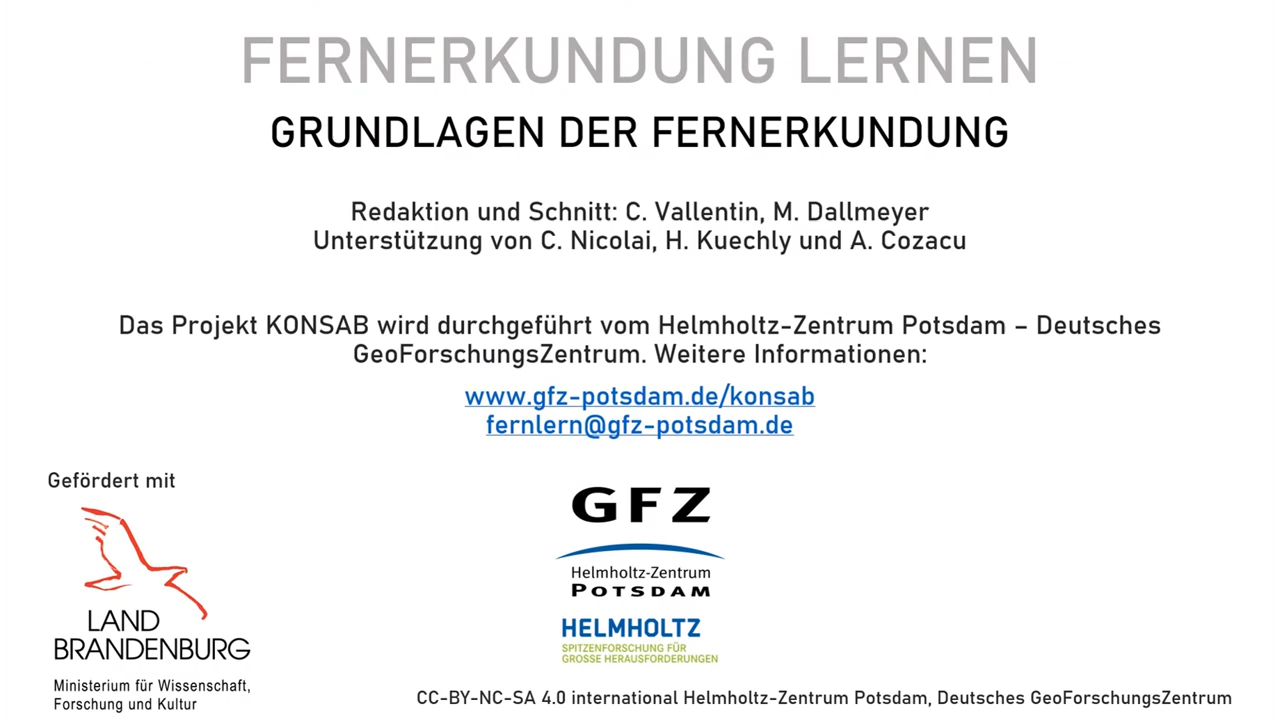 FERNERKUNDUNG LERNEN
GRUNDLAGEN DER FERNERKUNDUNG
Redaktion und Schnitt: C. Vallentin, M. Dallmeyer
Unterstützung von C. Nicolai, H. Kuechly und A. Cozacu
Das Projekt KONSAB wird durchgeführt vom Helmholtz-Zentrum Potsdam – Deutsches
GeoForschungsZentrum. Weitere Informationen:
www.gfz-potsdam.de/konsab
fernlern@gfz-potsdam.de
Gefördert mit
LAND
BRANDENBURG
Ministerium für Wissenschaft,
Forschung und Kultur
GFZ
Helmholtz-Zentrum
POTSDAM
HELMHOLTZ
SPITZENFORSCHUNG FÜR
GROSSE HERAUSFORDERUNGEN
CC-BY-NC-SA 4.0 international Helmholtz-Zentrum Potsdam, Deutsches GeoForschungsZentrum